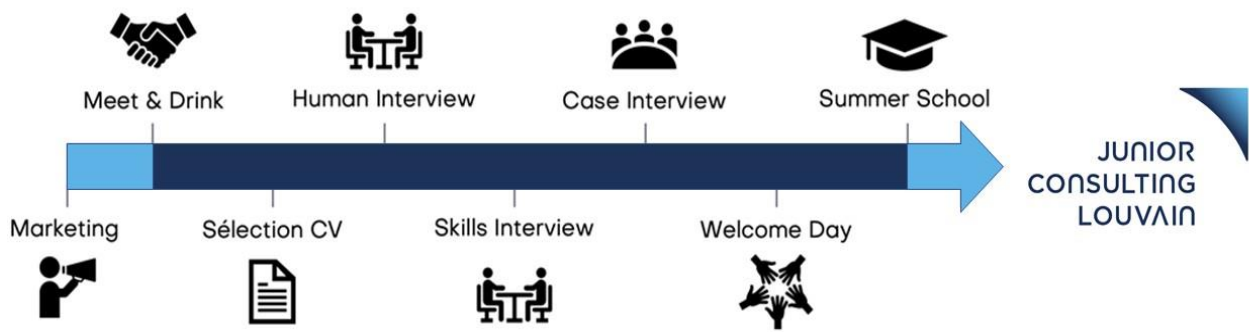 Meet & Drink
Human Interview
Case Interview
Summer School
Marketing
Sélection CV
Skills Interview
Welcome Day
JUNIOR
CONSULTING
LOUVAIN